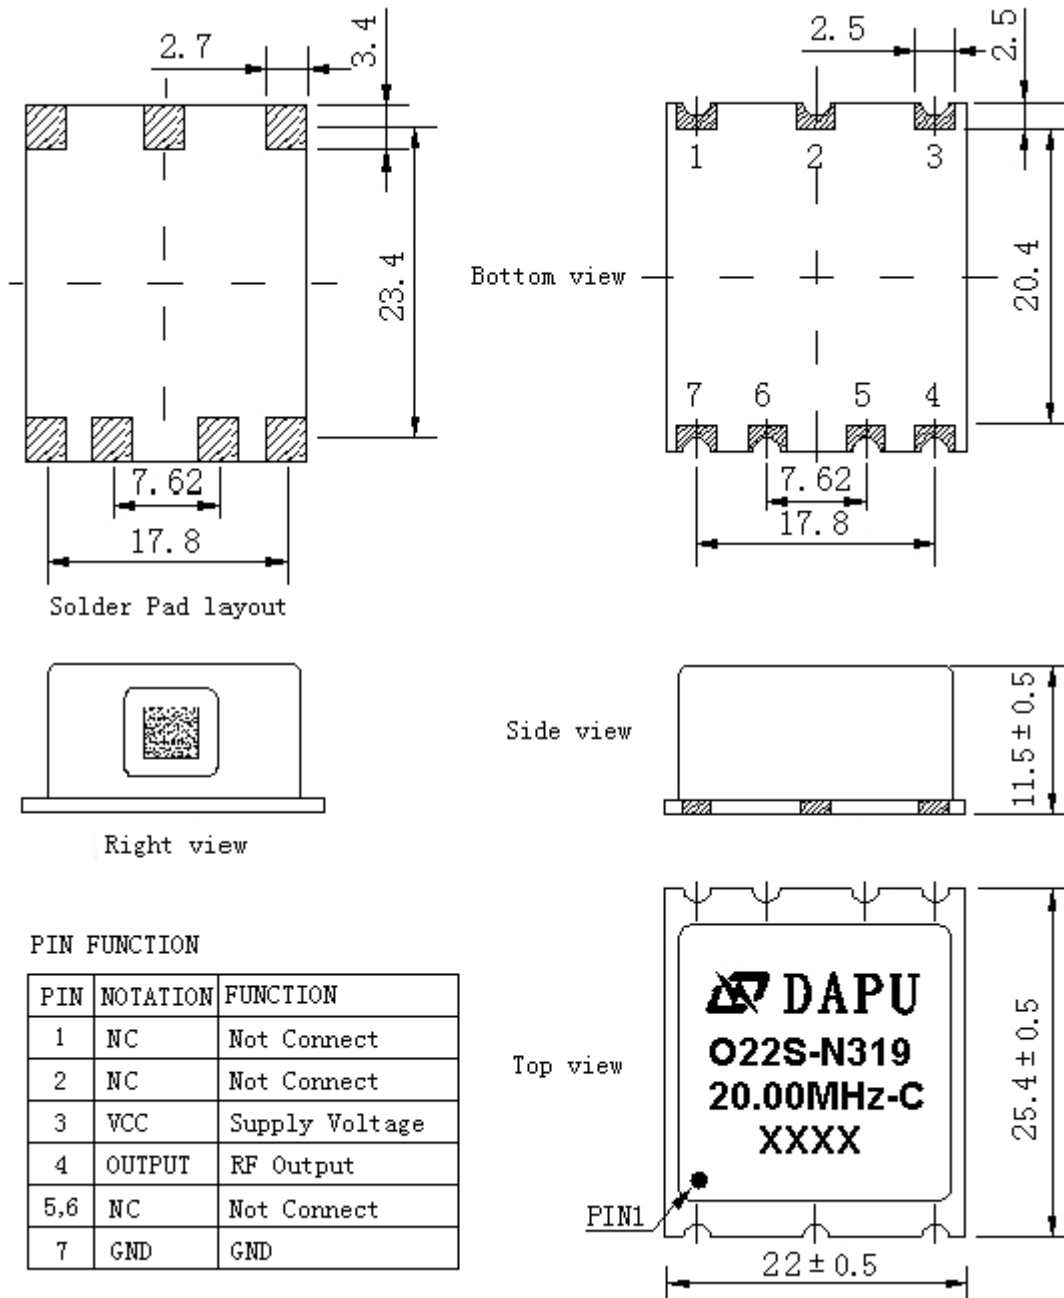 2.7
3.4
23.4
7.62
17.8
Solder Pad layout
2.5
2.5
1 2 3
Bottom view
20.4
7 6 5 4
7.62
17.8
Right view
Side view
11.5±0.5
PIN FUNCTION
PIN NOTATION FUNCTION
1 NC Not Connect
2 NC Not Connect
3 VCC Supply Voltage
4 OUTPUT RF Output
5,6 NC Not Connect
7 GND GND
Top view
DAPU
O22S-N319
20.00MHz-C
XXXX
PIN1
25.4±0.5
22±0.5